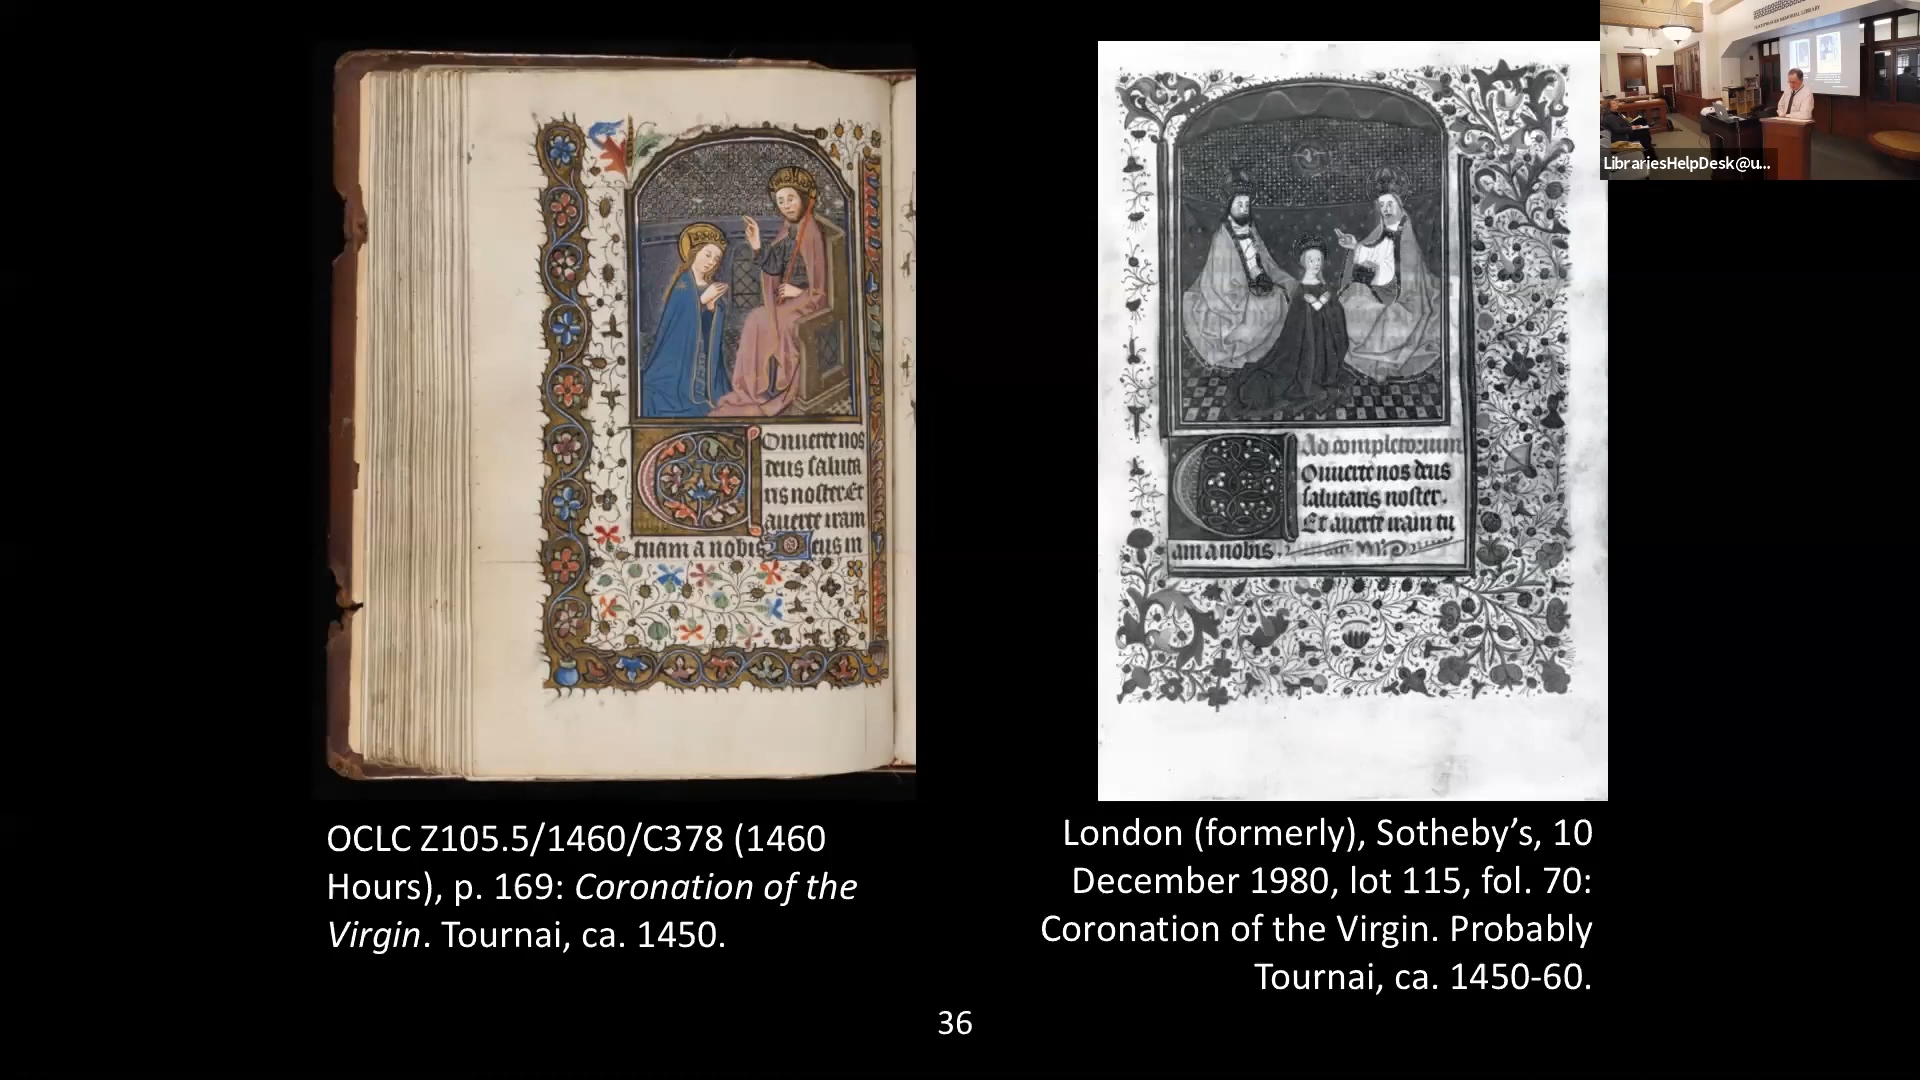 Onuerte nos
deus saluta
ris noster Et
auerte iram
tuam a nobis Deus in
Ad completorium
Onuerte nos deus
salutaris noster.
Et auerte iram tu
am a nobis.
LibrariesHelpDesk@u...
OCLC Z105.5/1460/C378 (1460
Hours), p. 169: Coronation of the
Virgin. Tournai, ca. 1450.
London (formerly), Sotheby’s, 10
December 1980, lot 115, fol. 70:
Coronation of the Virgin. Probably
Tournai, ca. 1450-60.
36